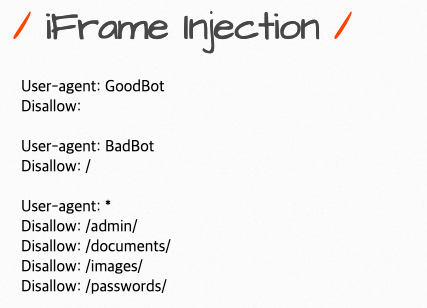 / iFrame Injection /
User-agent: GoodBot
Disallow:
User-agent: BadBot
Disallow: /
User-agent: *
Disallow: /admin/
Disallow: /documents/
Disallow: /images/
Disallow: /passwords/